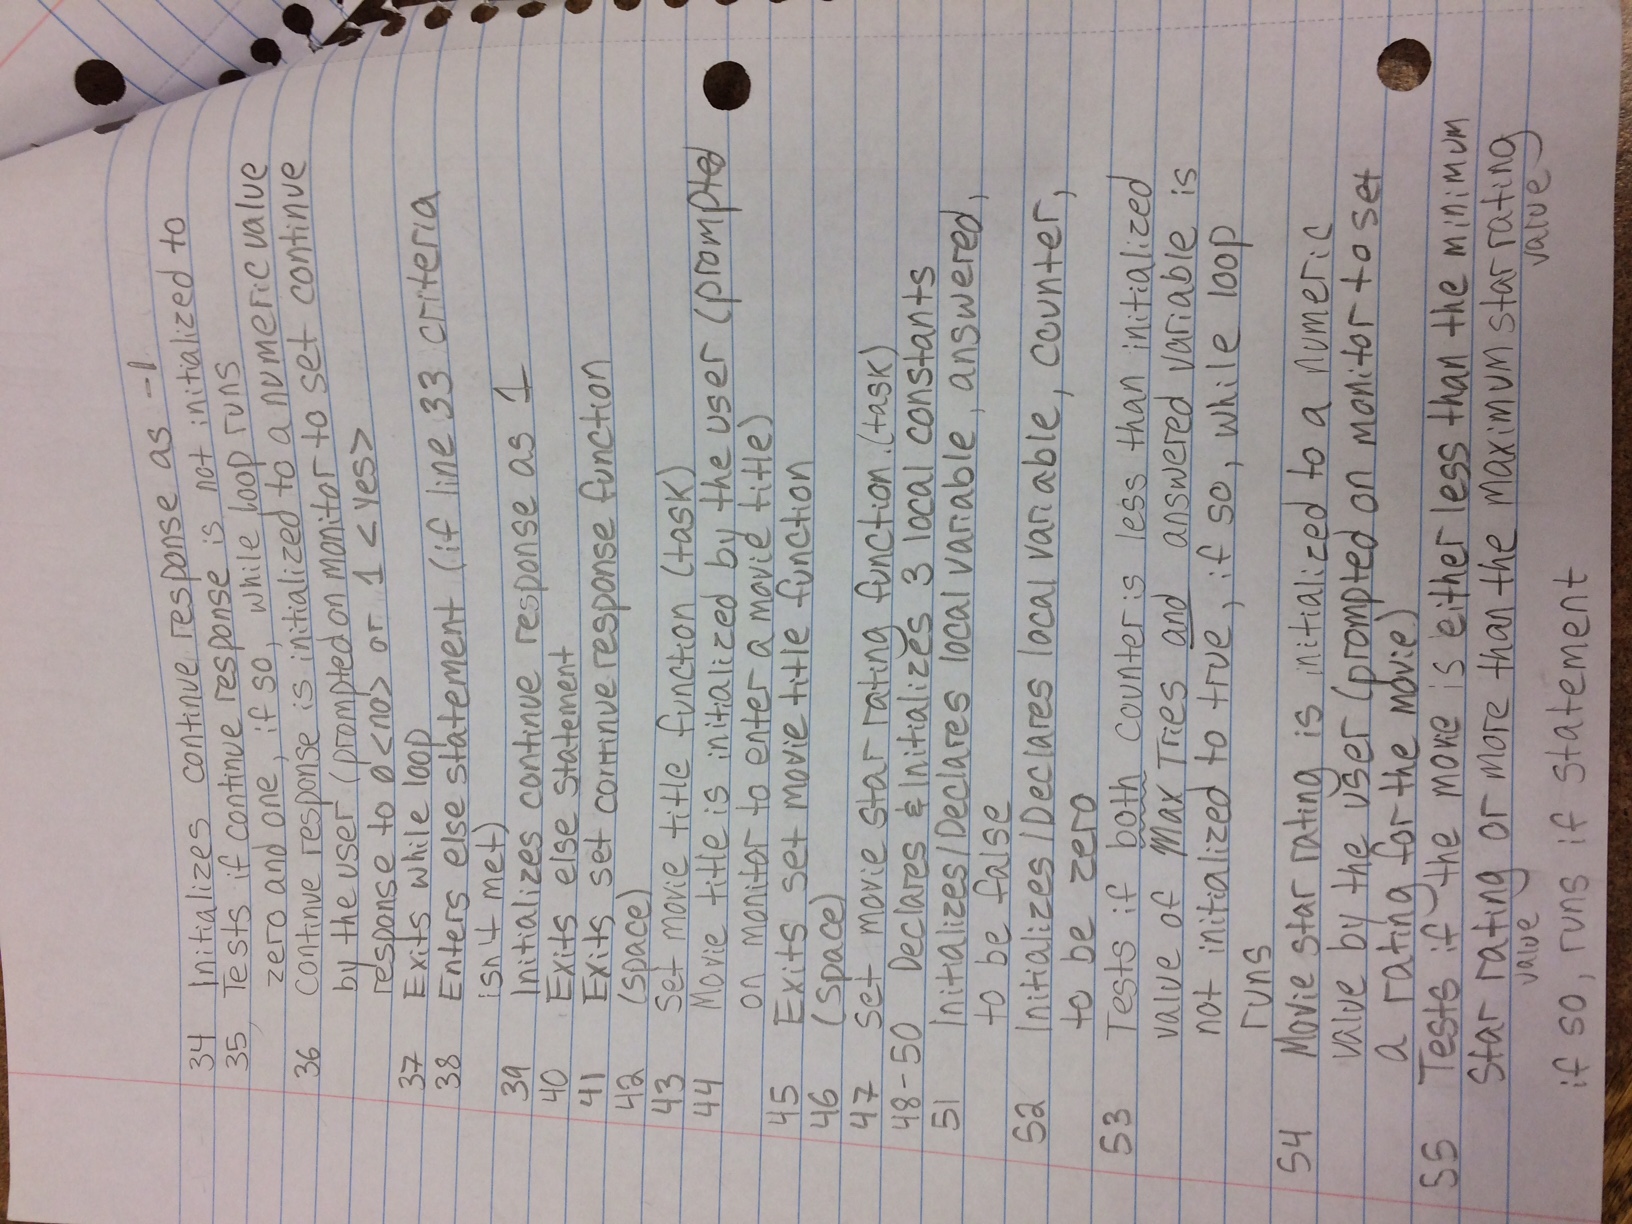 34 Initializes continue response as -1
35 Tests if continue response is not initialized to
zero and one, if so, while loop runs
36 continue response is initialized to a numeric value
by the user (prompted on monitor to set continue
response to 0 <no> or 1 <yes>
37 Exits while loop
38 Enters else statement (if line 33 criteria
isn't met)
39 Initializes continue response as 1
40 Exits else statement
41 Exits set continue response function
42 (space)
43 Set movie title function (task)
44 Movie title is initialized by the user (prompted
on monitor to enter a movie title)
45 Exits set movie title function
46 (space)
47 Set movie star rating function (task)
48-50 Declares & Initializes 3 local constants
51 Initializes/Declares local variable, answered,
to be false
52 Initializes/Declares local variable, counter,
to be zero
53 Tests if both counter is less than initialized
value of Max Tries and answered variable is
not initialized to true, if so, while loop
runs
54 Movie star rating is initialized to a numeric
value by the user (prompted on monitor to set
a rating for the movie)
55 Tests if the movie is either less than the minimum
star rating value or more than the maximum star rating value
if so, runs if statement